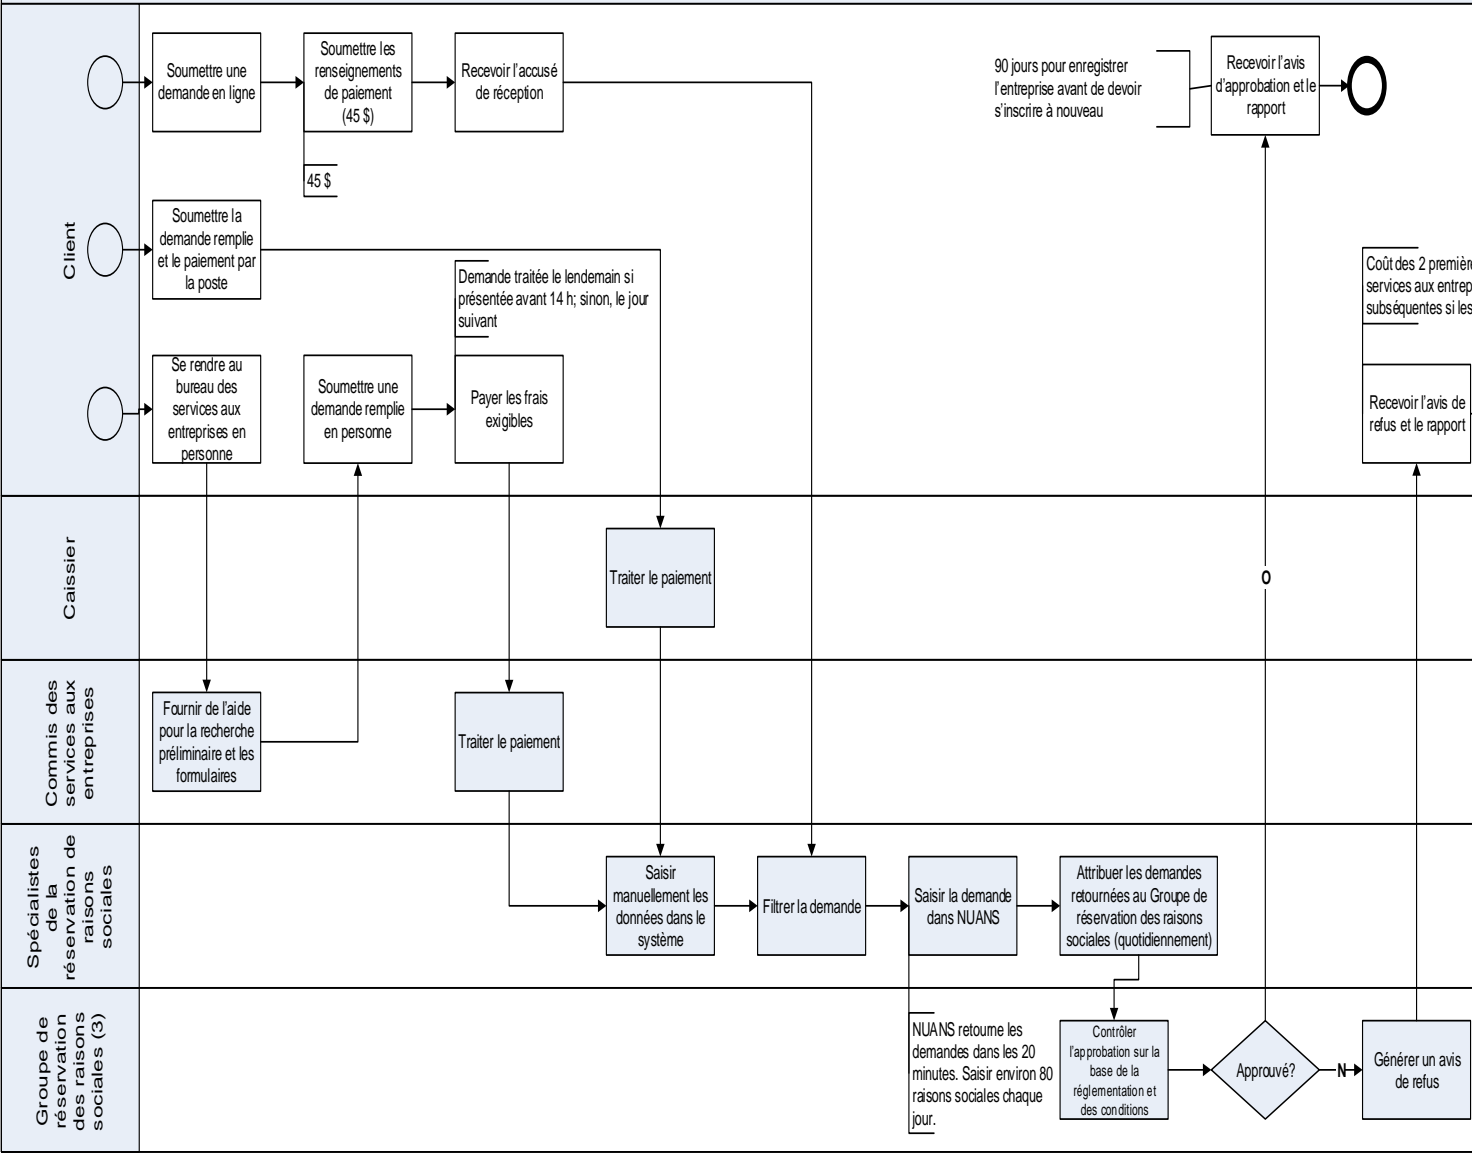 Client
Soumettre une
demande en ligne
Soumettre les
renseignements
de paiement
(45 $)
Recevoir l'accusé
de réception
45 $
90 jours pour enregistrer
l'entreprise avant de devoir
s'inscrire à nouveau
Recevoir l'avis
d'approbation et le
rapport
Soumettre la
demande remplie
et le paiement par
la poste
Demande traitée le lendemain si
présentée avant 14 h; sinon, le jour
suivant
Coût des 2 première
services aux entrep
subséquentes si les
Se rendre au
bureau des
services aux
entreprises en
personne
Soumettre une
demande remplie
en personne
Payer les frais
exigibles
Recevoir l'avis de
refus et le rapport
Caissier
Traiter le paiement
O
Commis des
services aux
entreprises
Fournir de l'aide
pour la recherche
préliminaire et les
formulaires
Traiter le paiement
Spécialistes
de la
réservation de
raisons
sociales
Saisir
manuellement les
données dans le
système
Filtrer la demande
Saisir la demande
dans NUANS
Attribuer les demandes
retournées au Groupe de
réservation des raisons
sociales (quotidiennement)
Groupe de
réservation
des raisons
sociales (3)
NUANS retourne les
demandes dans les 20
minutes. Saisir environ 80
raisons sociales chaque
jour.
Contrôler
l'approbation sur la
base de la
réglementation et
des conditions
Approuvé?
N
Générer un avis
de refus